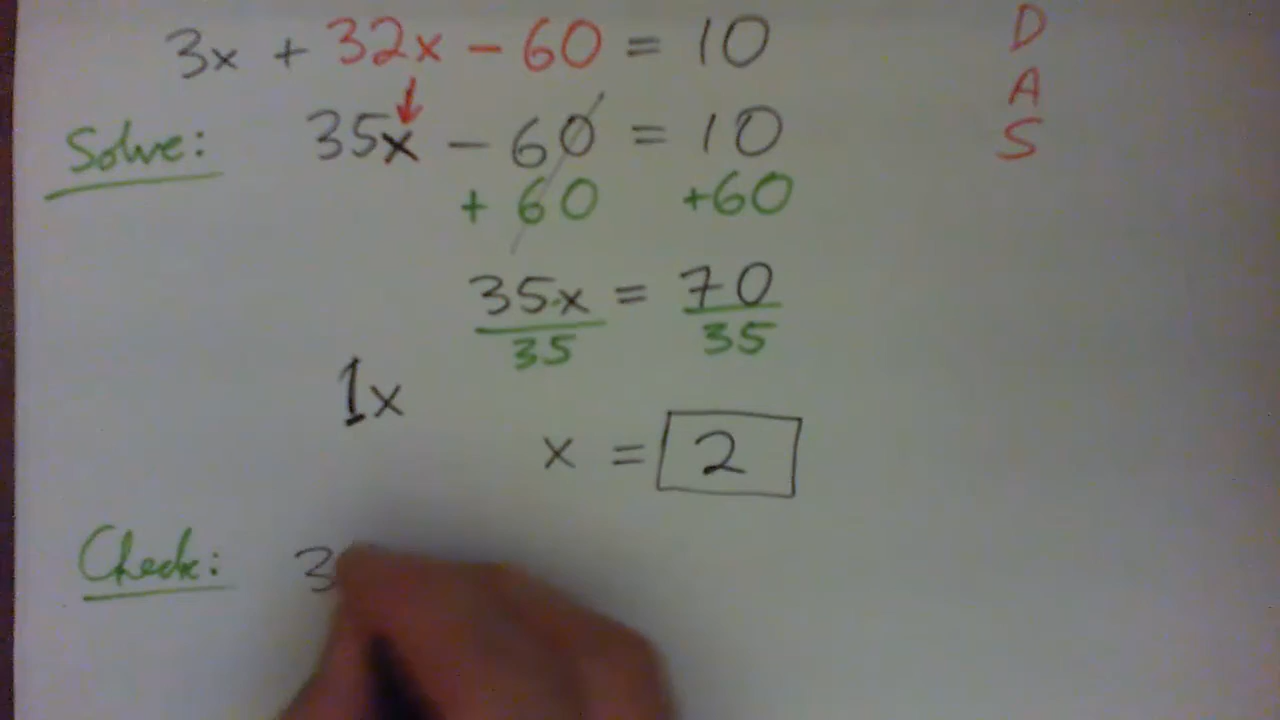 3x + 32x - 60 = 10
D
A
S
Solve: 35x - 60 = 10
+ 60 +60
35x = 70
35 35
1x
x = 2
Check: 3